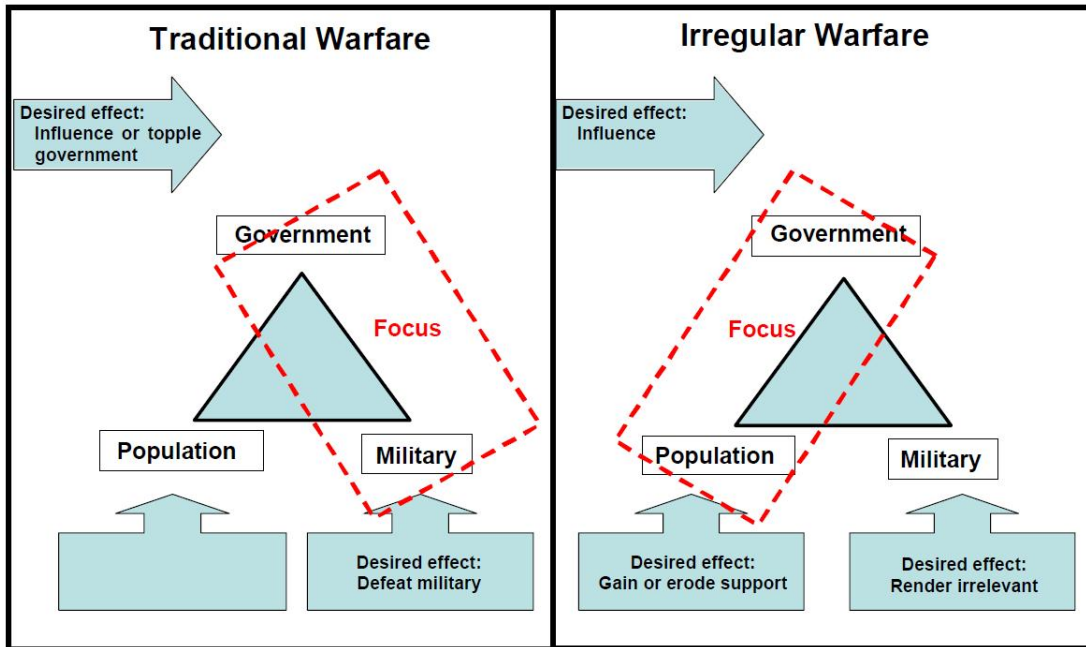 Traditional Warfare
Desired effect:
Influence or topple
government
Government
Focus
Population
Military
Desired effect:
Defeat military
Irregular Warfare
Desired effect:
Influence
Government
Focus
Population
Military
Desired effect:
Gain or erode support
Desired effect:
Render irrelevant